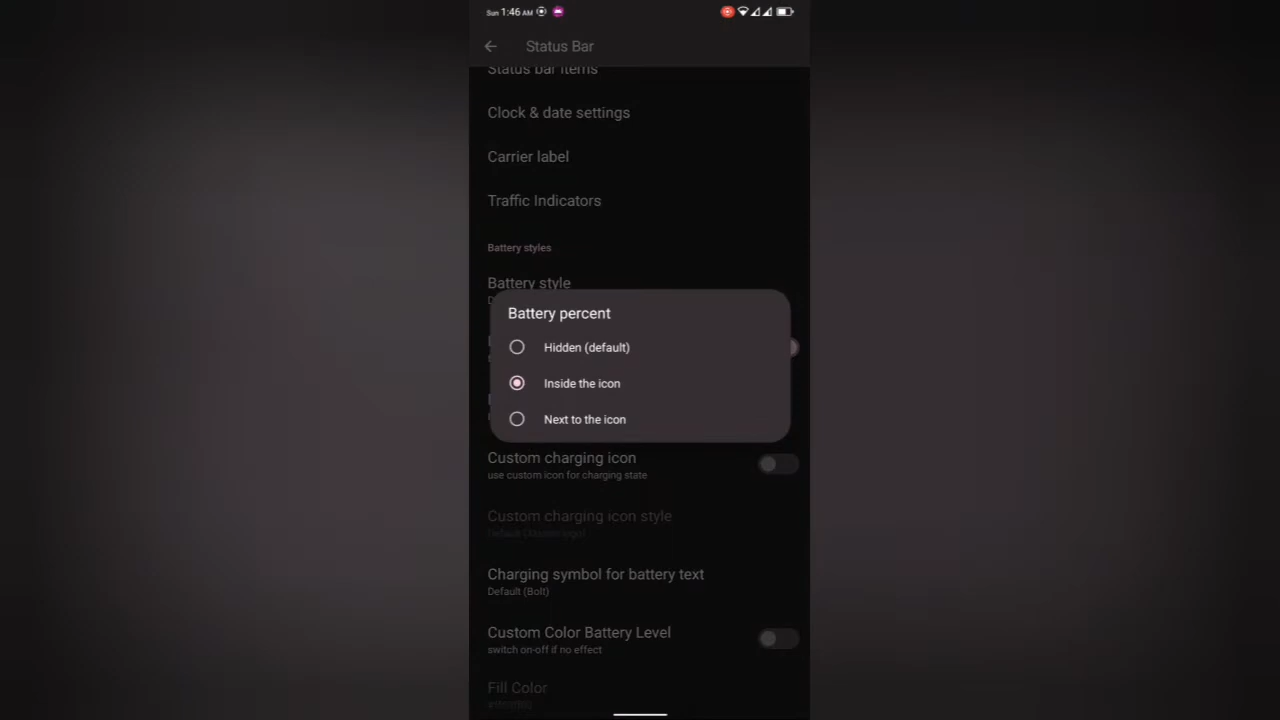 Sun 1:46 AM
Status Bar
Status bar items
Clock & date settings
Carrier label
Traffic Indicators
Battery styles
Battery style
Battery percent
Hidden (default)
Inside the icon
Next to the icon
Custom charging icon
use custom icon for charging state
Custom charging icon style
Charging symbol for battery text
Default (Bolt)
Custom Color Battery Level
switch on-off if no effect
Fill Color